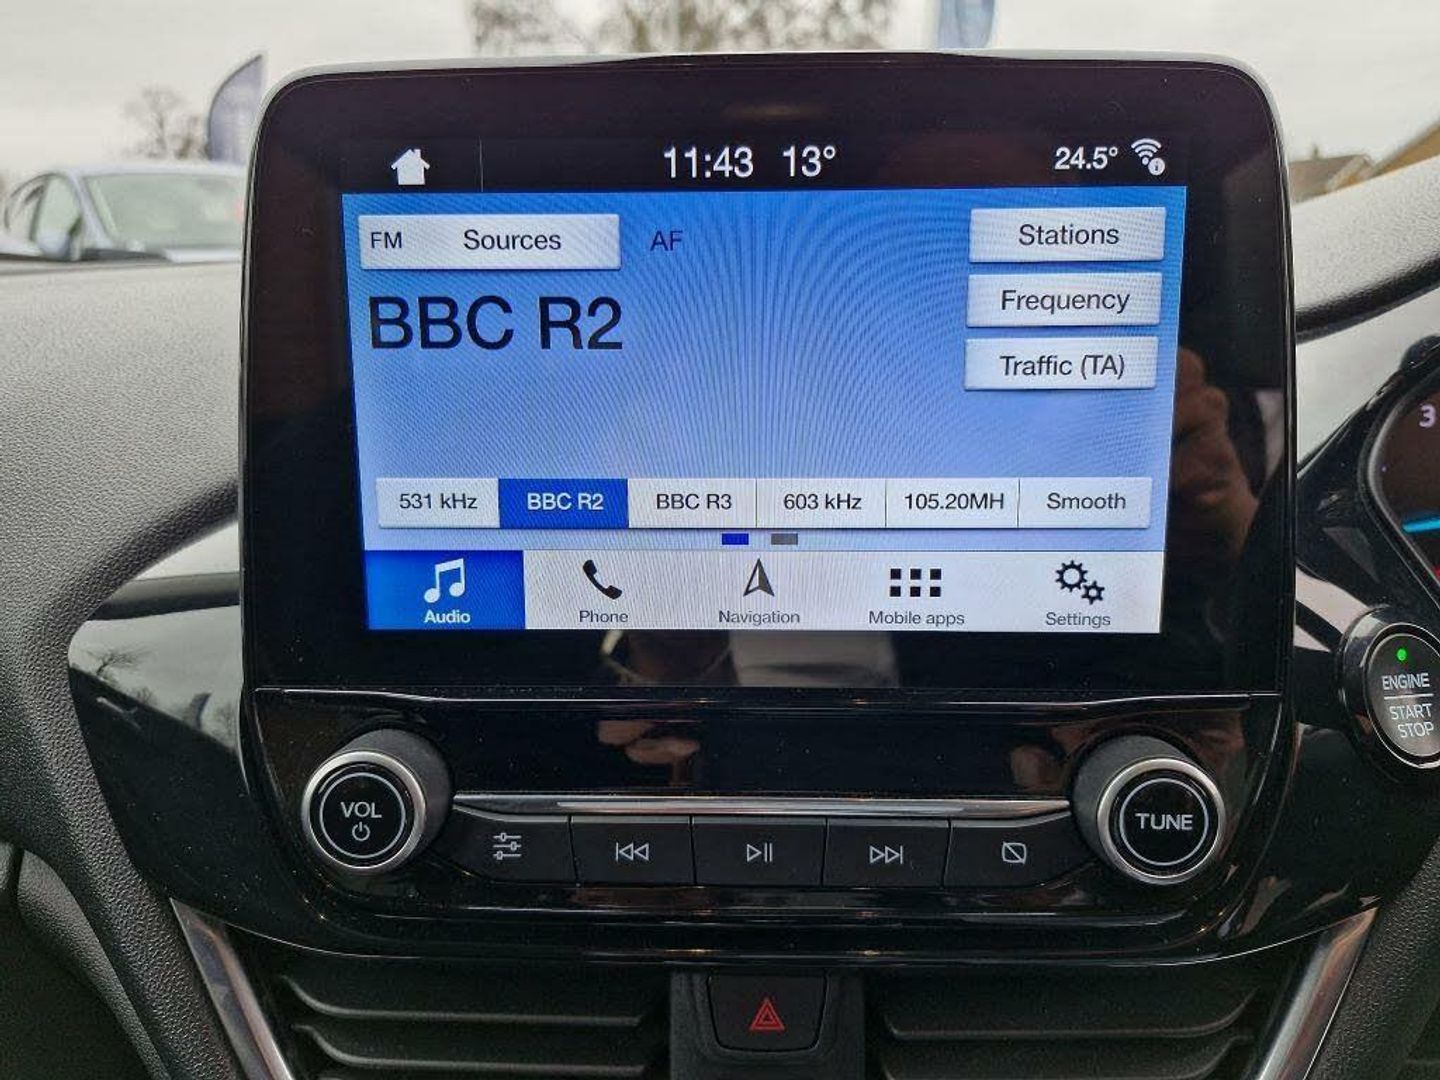 11:43 13° 24.5°
FM Sources AF Stations
BBC R2 Frequency
Traffic (TA)
531 kHz BBC R2 BBC R3 603 kHz 105.20MH Smooth
Audio Phone Navigation Mobile apps Settings
ENGINE
START
STOP
VOL TUNE
3